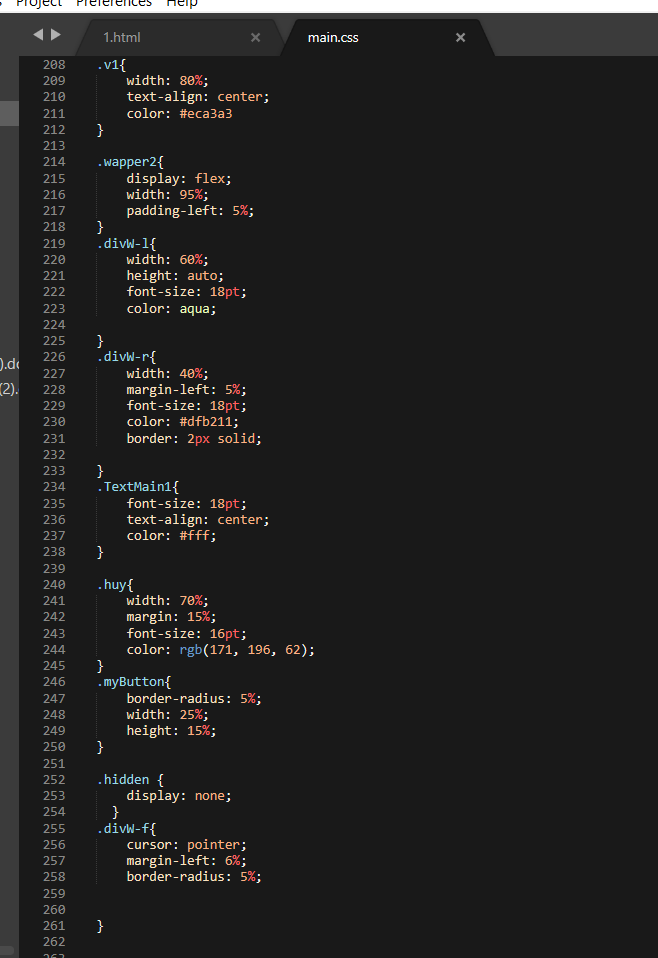 Project Preferences Help
1.html × main.css ×
208 .v1{
209 width: 80%;
210 text-align: center;
211 color: #eca3a3
212 }
213
214 .wapper2{
215 display: flex;
216 width: 95%;
217 padding-left: 5%;
218 }
219 .divW-l{
220 width: 60%;
221 height: auto;
222 font-size: 18pt;
223 color: aqua;
224
225 }
226 .divW-r{
227 width: 40%;
228 margin-left: 5%;
229 font-size: 18pt;
230 color: #dfb211;
231 border: 2px solid;
232
233 }
234 .TextMain1{
235 font-size: 18pt;
236 text-align: center;
237 color: #fff;
238 }
239
240 .huy{
241 width: 70%;
242 margin: 15%;
243 font-size: 16pt;
244 color: rgb(171, 196, 62);
245 }
246 .myButton{
247 border-radius: 5%;
248 width: 25%;
249 height: 15%;
250 }
251
252 .hidden {
253 display: none;
254 }
255 .divW-f{
256 cursor: pointer;
257 margin-left: 6%;
258 border-radius: 5%;
259
260
261 }
262
).do
(2).